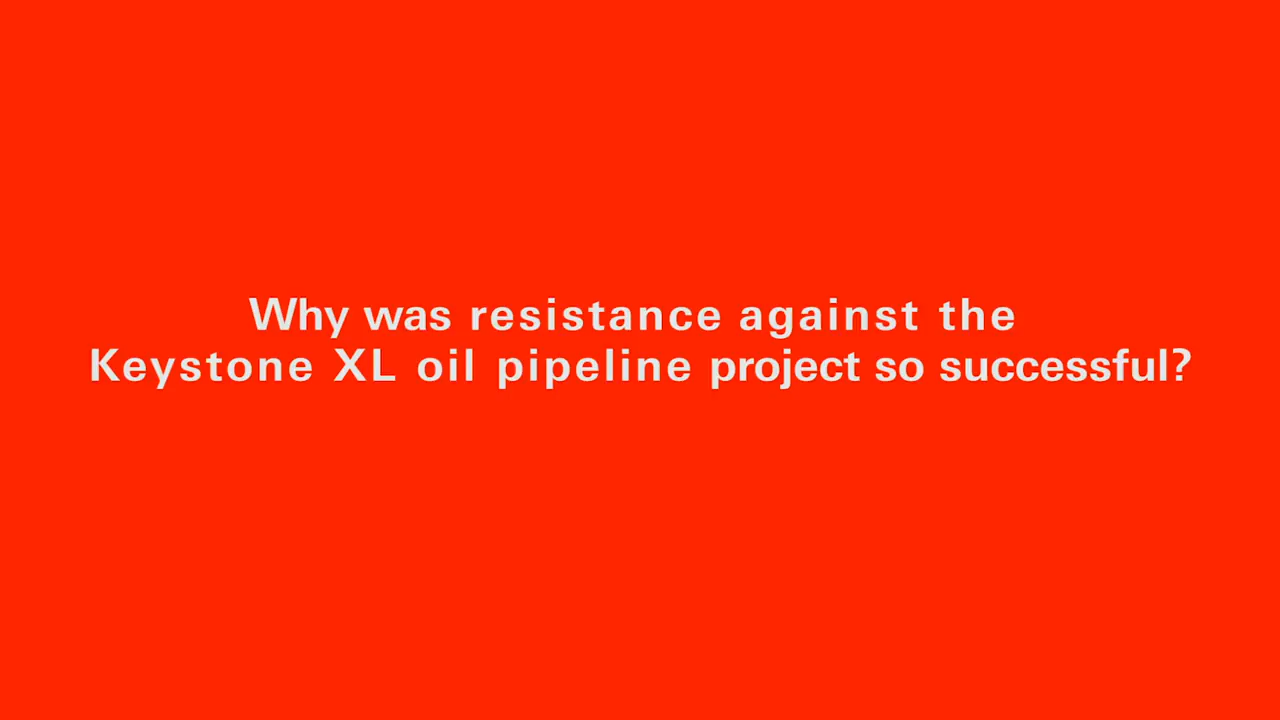 Why was resistance against the
Keystone XL oil pipeline project so successful?